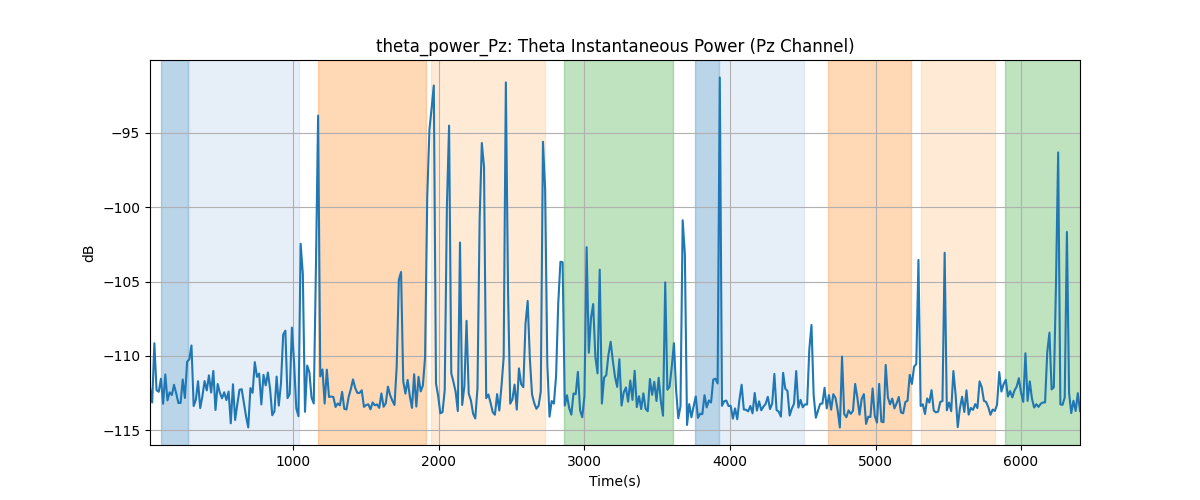 theta_power_Pz: Theta Instantaneous Power (Pz Channel)
dB
−95
−100
−105
−110
−115
1000 2000 3000 4000 5000 6000
Time(s)